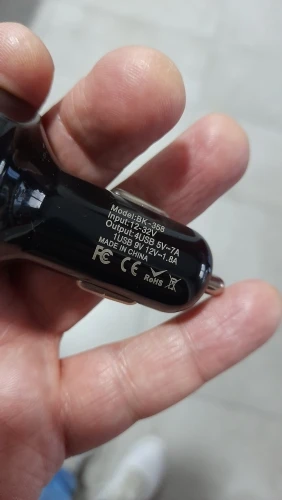 Model:BK-358
Input:12-32V
Output:4USB 5V⎓7A
1USB 9V 12V⎓1.8A
MADE IN CHINA
FC CE RoHS